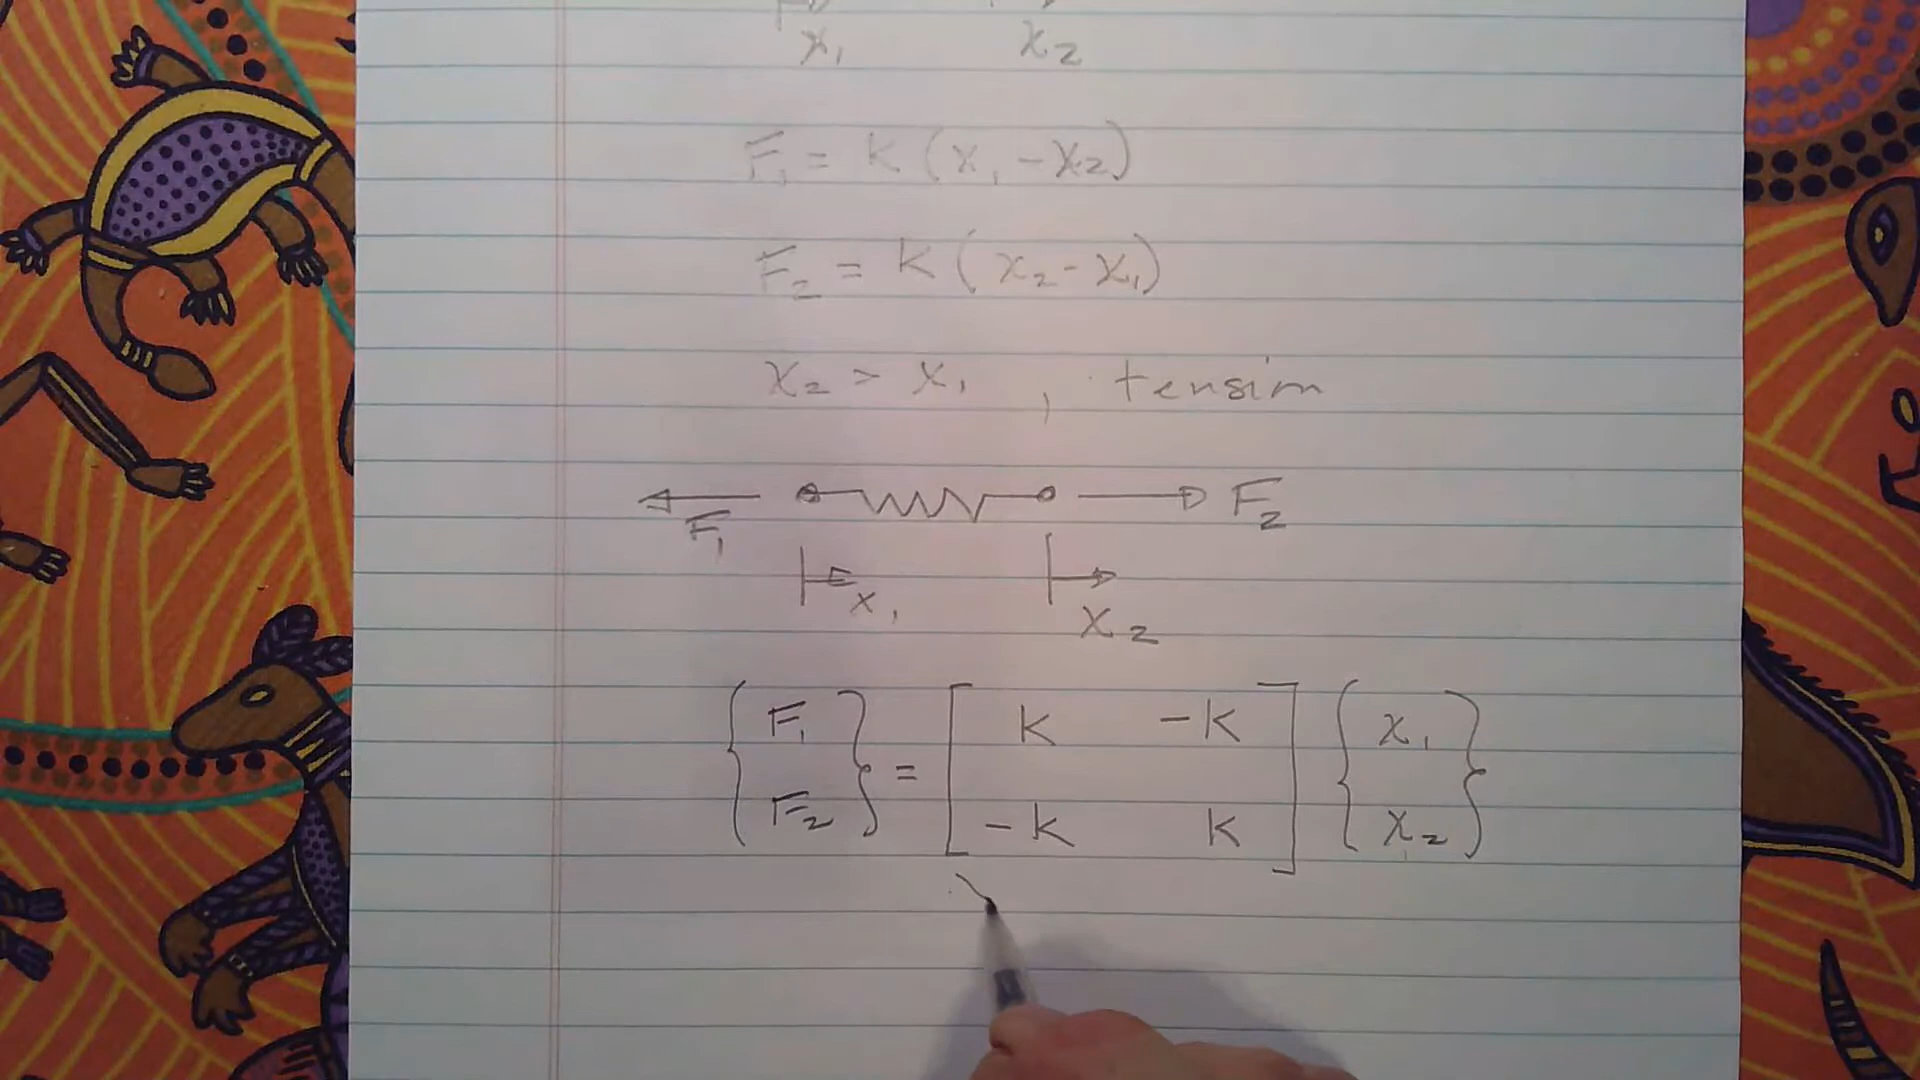 x₁ x₂
F₁ = K (x₁ - x₂)
F₂ = K (x₂ - x₁)
x₂ > x₁ , tension
F₁ F₂
x₁ x₂
{ F₁ } = [ K -K ] { x₁ }
{ F₂ } [ -K K ] { x₂ }